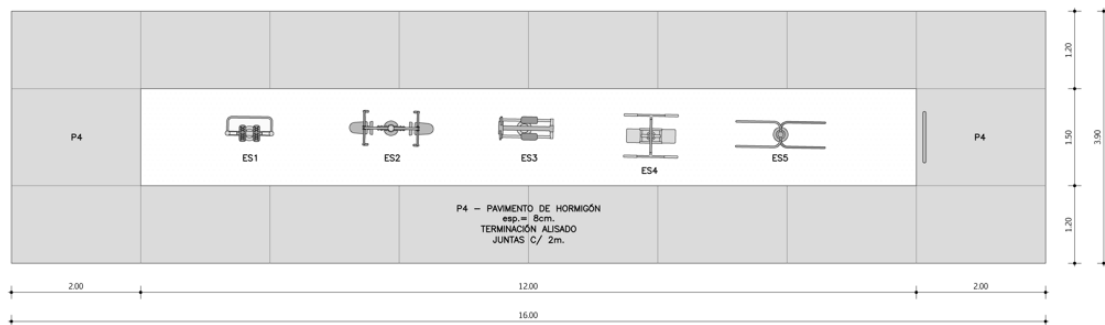 1.20
P4
ES1
ES2
ES3
ES4
ES5
P4
1.50
3.90
P4 – PAVIMENTO DE HORMIGÓN
esp.= 8cm.
TERMINACIÓN ALISADO
JUNTAS C/ 2m.
1.20
2.00
12.00
2.00
16.00